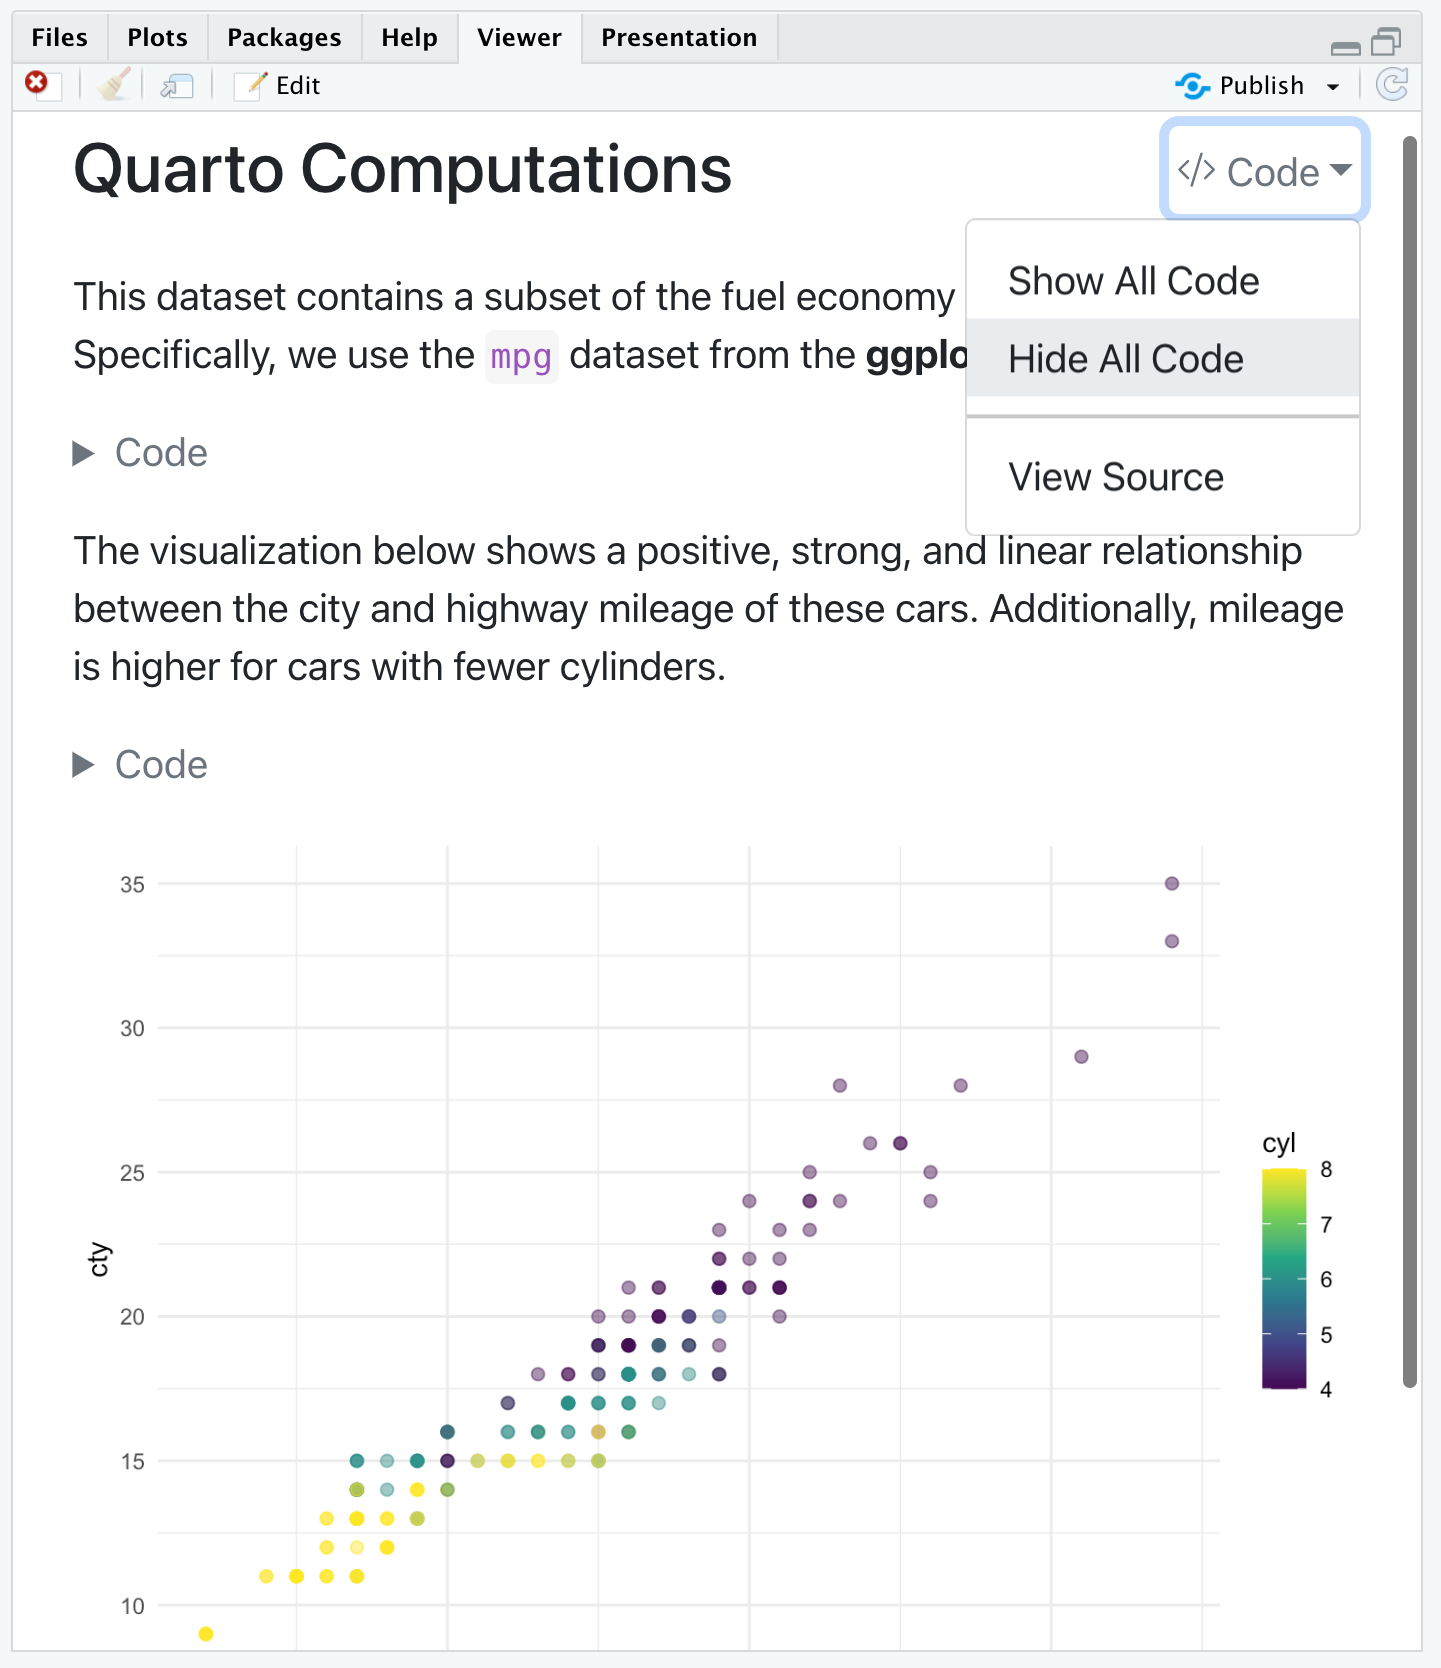 Files Plots Packages Help Viewer Presentation
Edit Publish
Quarto Computations
</> Code
Show All Code
Hide All Code
View Source
This dataset contains a subset of the fuel economy
Specifically, we use the mpg dataset from the ggplo
Code
The visualization below shows a positive, strong, and linear relationship
between the city and highway mileage of these cars. Additionally, mileage
is higher for cars with fewer cylinders.
Code
35
30
25
20
15
10
cty
cyl
8
7
6
5
4